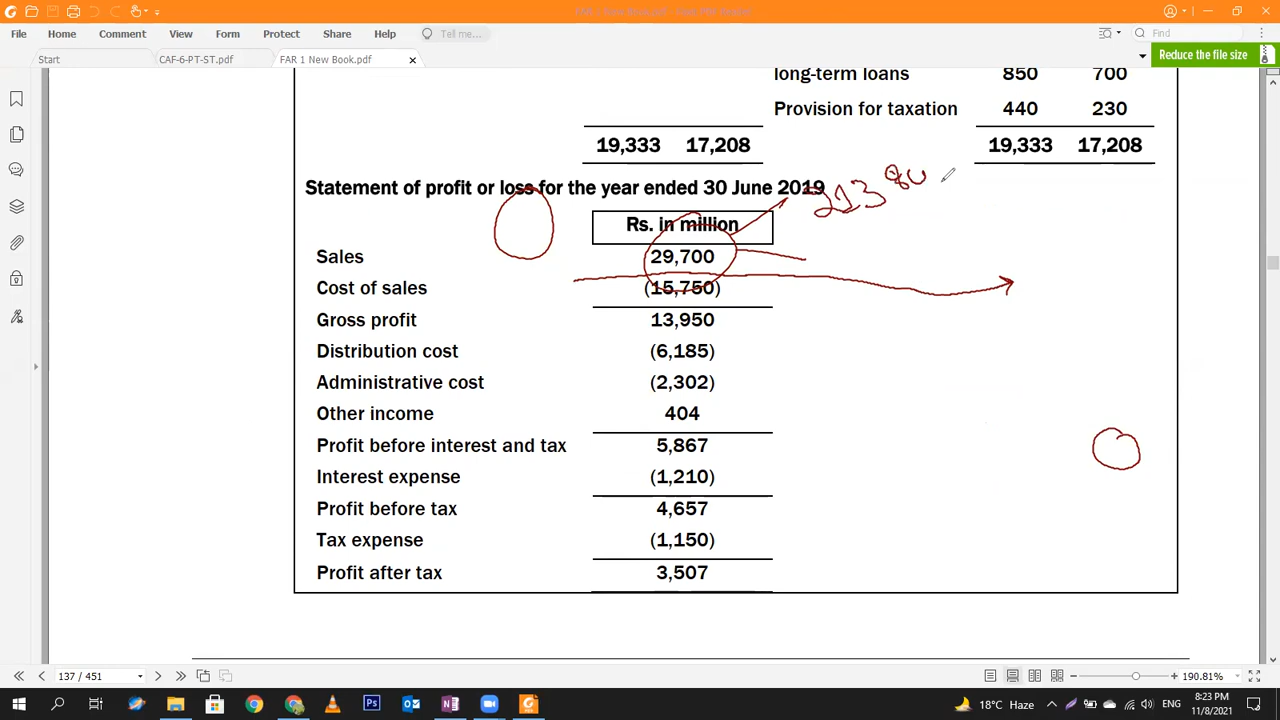 File Home Comment View Form Protect Share Help Tell me... Find
Start CAF-6-PT-ST.pdf FAR 1 New Book.pdf Reduce the file size
long-term loans 850 700
Provision for taxation 440 230
19,333 17,208 19,333 17,208
Statement of profit or loss for the year ended 30 June 2019
Rs. in million
Sales 29,700
Cost of sales (15,750)
Gross profit 13,950
Distribution cost (6,185)
Administrative cost (2,302)
Other income 404
Profit before interest and tax 5,867
Interest expense (1,210)
Profit before tax 4,657
Tax expense (1,150)
Profit after tax 3,507
137 / 451 190.81%
18°C Haze ENG 8:23 PM
11/8/2021